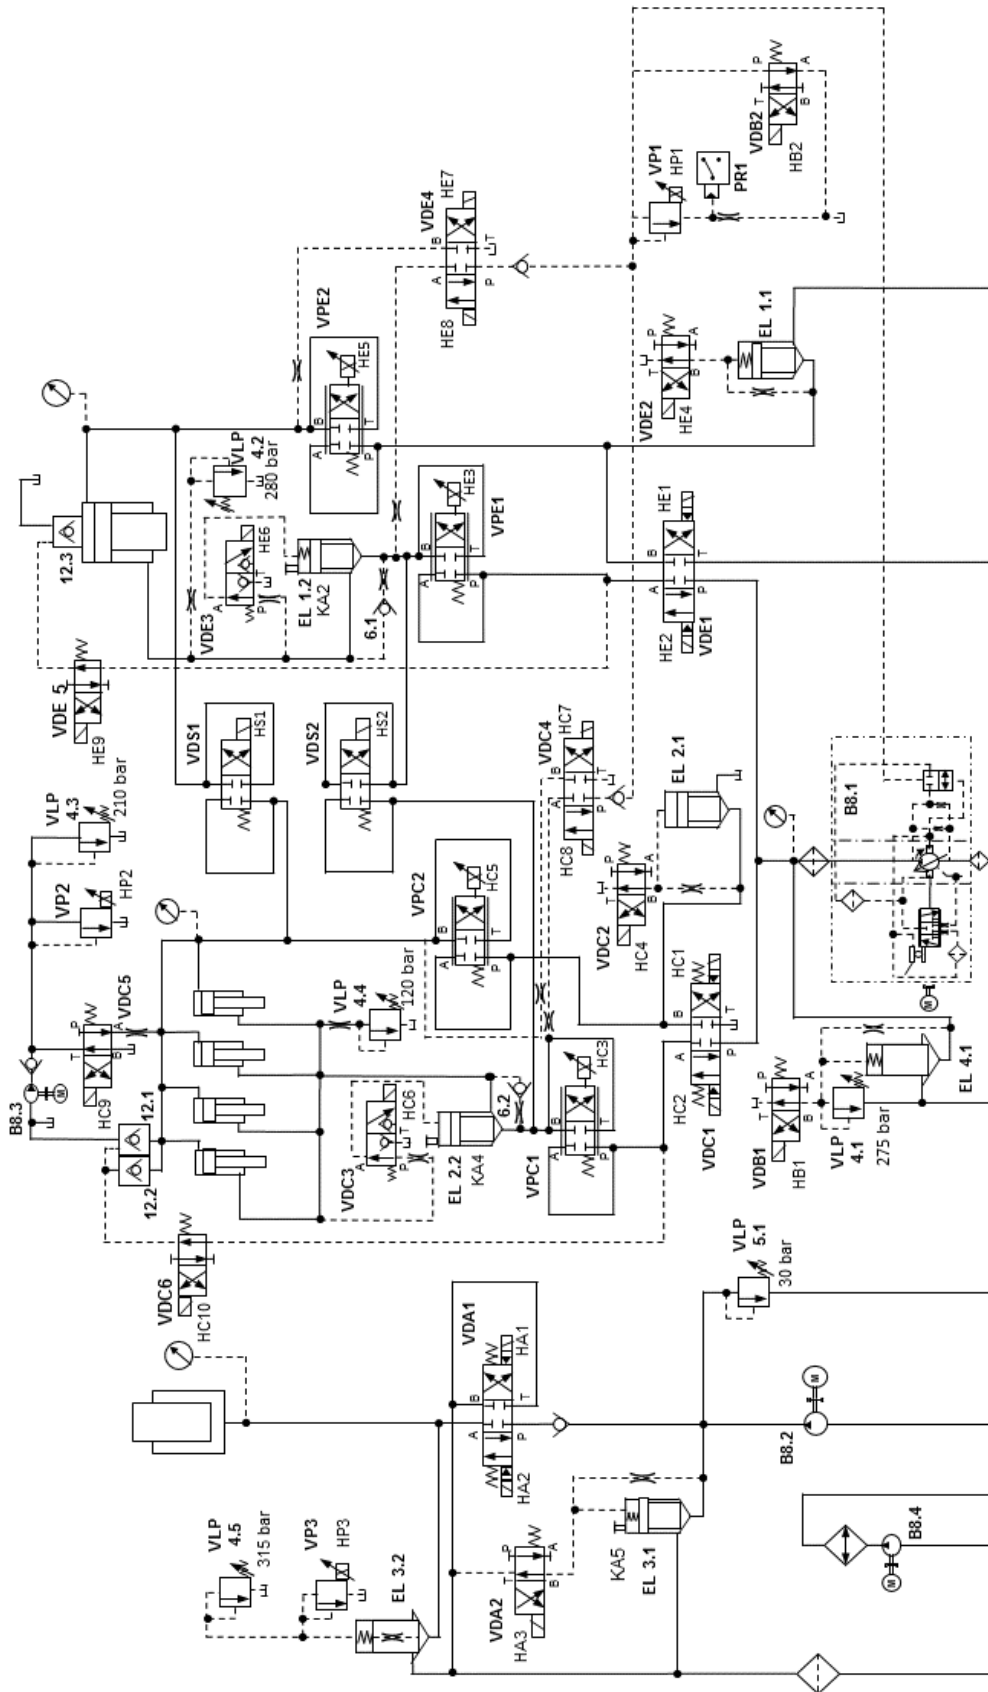 P
A
T
B
VDB2
HB2
VP1
HP1
PR1
HE7
VDE4
B
T
A
P
HE8
VPE2
HE5
B
T
A
P
VLP
4.2
280 bar
12.3
VDE3
HE6
A
T
P
EL 1.2
KA2
6.1
HE3
VPE1
B
T
A
P
VDE2
HE4
P
A
T
B
EL 1.1
HE1
B
T
A
P
HE2
VDE1
VDE 5
HE9
VDS1
HS1
VDS2
HS2
VLP
4.3
210 bar
VP2
HP2
VDC5
P
A
T
B
HC9
B8.3
M
12.1
12.2
VLP
4.4
120 bar
VPC2
HC5
B
T
A
P
VDC4
HC7
B
T
A
P
HC8
VDC2
HC4
P
A
T
B
EL 2.1
VDC3
HC6
A
T
P
EL 2.2
KA4
6.2
VPC1
HC3
B
T
A
P
HC1
B
T
A
P
HC2
VDC1
B8.1
M
VDC6
HC10
VDB1
HB1
P
A
T
B
VLP
4.1
275 bar
EL 4.1
VLP
5.1
30 bar
VDA1
HA1
B
T
A
P
HA2
B8.2
M
VLP
4.5
315 bar
VP3
HP3
EL 3.2
VDA2
HA3
P
A
B
KA5
EL 3.1
B8.4
M